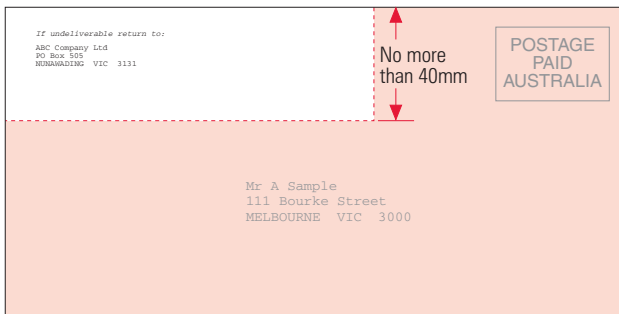 If undeliverable return to:
ABC Company Ltd
PO Box 505
NUNAWADING VIC 3131
No more
than 40mm
POSTAGE
PAID
AUSTRALIA
Mr A Sample
111 Bourke Street
MELBOURNE VIC 3000